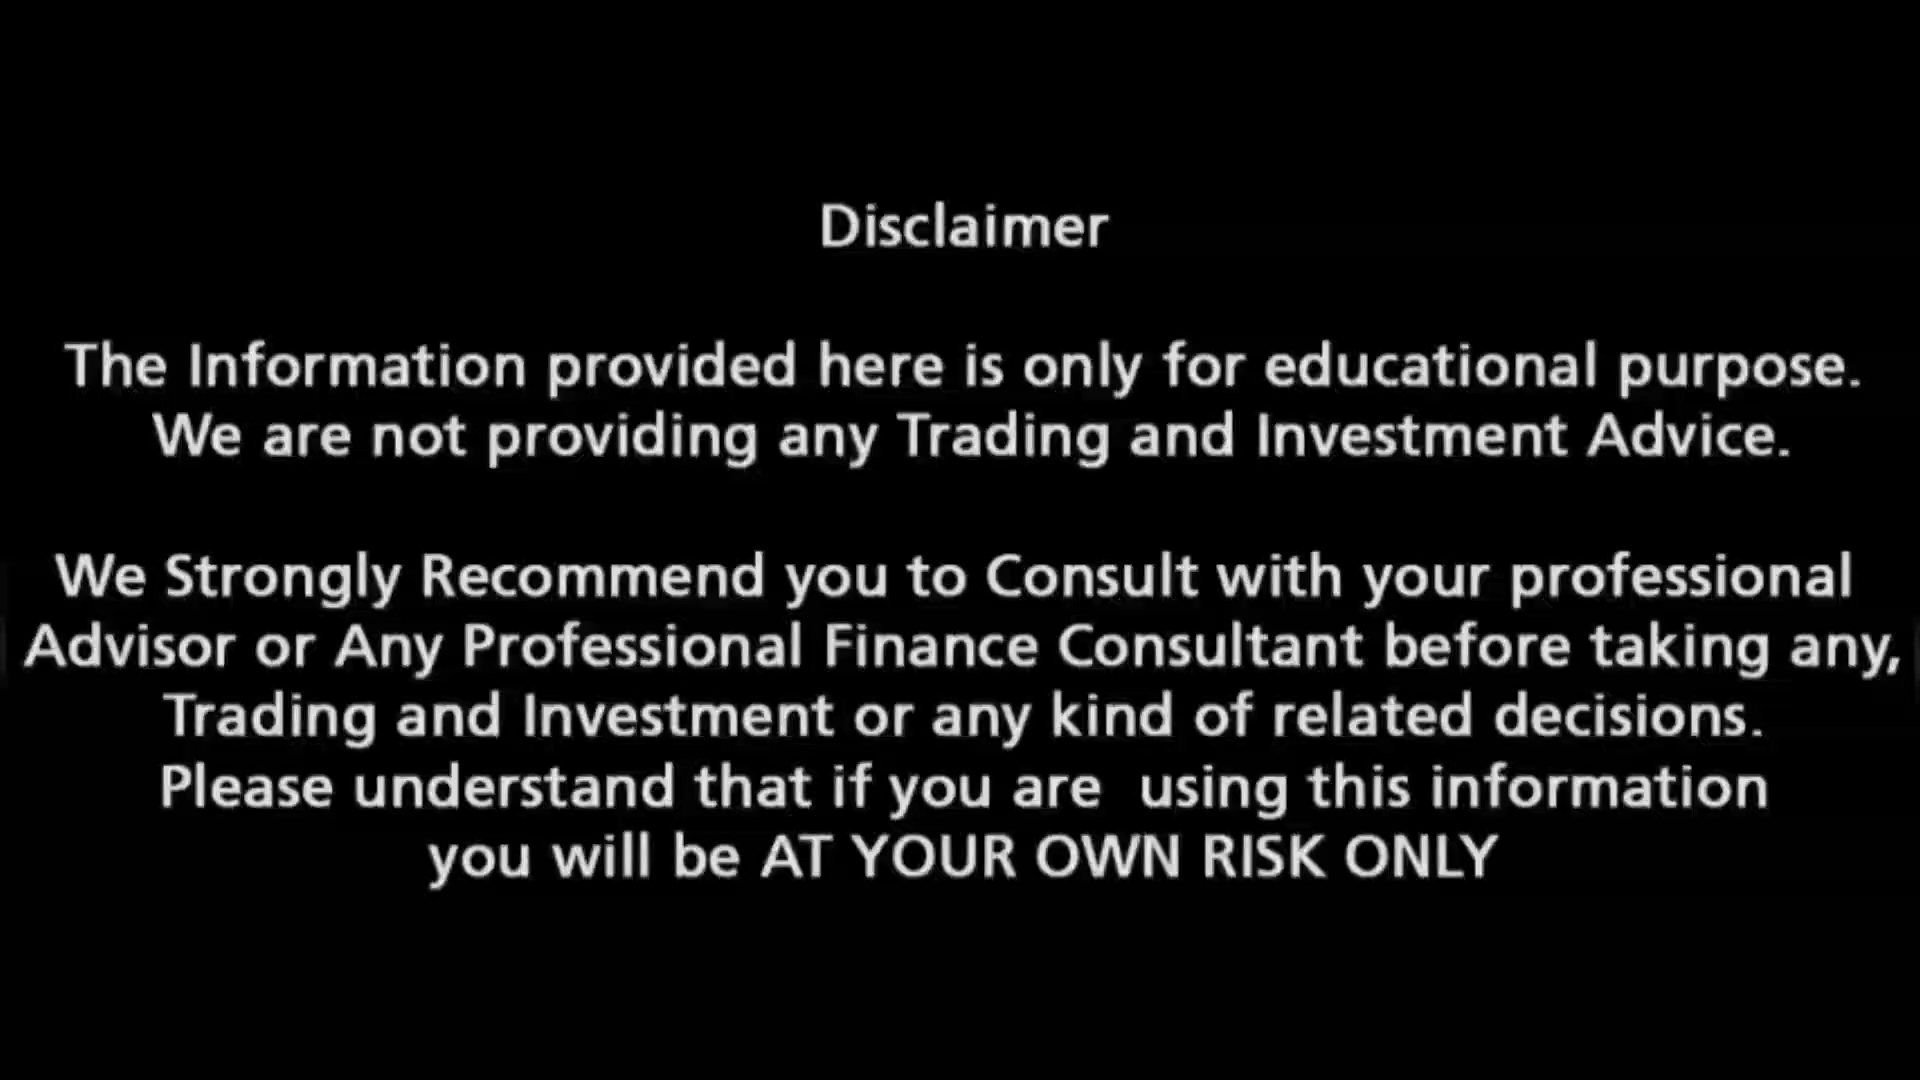 Disclaimer
The Information provided here is only for educational purpose.
We are not providing any Trading and Investment Advice.
We Strongly Recommend you to Consult with your professional
Advisor or Any Professional Finance Consultant before taking any,
Trading and Investment or any kind of related decisions.
Please understand that if you are  using this information
you will be AT YOUR OWN RISK ONLY